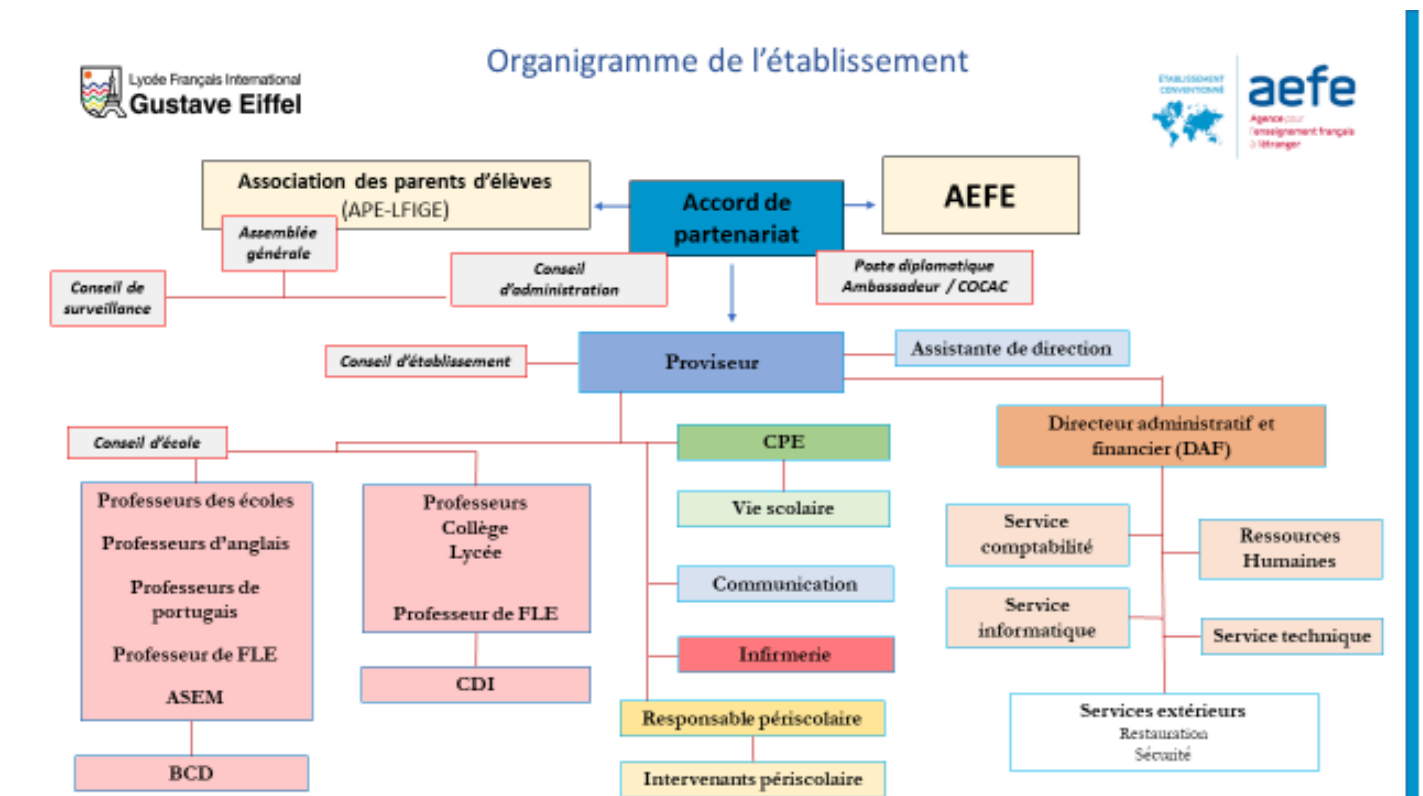 Organigramme de l'établissement
Lycée Français International
Gustave Eiffel
ÉTABLISSEMENT
CONVENTIONNÉ
aefe
Agence pour
l'enseignement français
à l'étranger
Association des parents d'élèves
(APE-LFIGE)
Accord de
partenariat
AEFE
Assemblée
générale
Conseil de
surveillance
Conseil
d'administration
Poste diplomatique
Ambassadeur / COCAC
Conseil d'établissement
Proviseur
Assistante de direction
Directeur administratif et
financier (DAF)
Conseil d'école
CPE
Professeurs des écoles
Professeurs d'anglais
Professeurs de
portugais
Professeur de FLE
ASEM
BCD
Professeurs
Collège
Lycée
Professeur de FLE
CDI
Vie scolaire
Communication
Infirmerie
Responsable périscolaire
Intervenants périscolaire
Service
comptabilité
Ressources
Humaines
Service
informatique
Service technique
Services extérieurs
Restauration
Sécurité